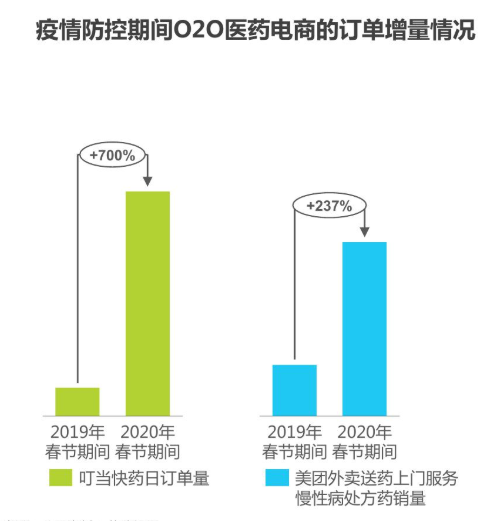 疫情防控期间O2O医药电商的订单增量情况
+700%
+237%
2019年 2020年 2019年 2020年
春节期间 春节期间 春节期间 春节期间
叮当快药日订单量
美团外卖送药上门服务
慢性病处方药销量